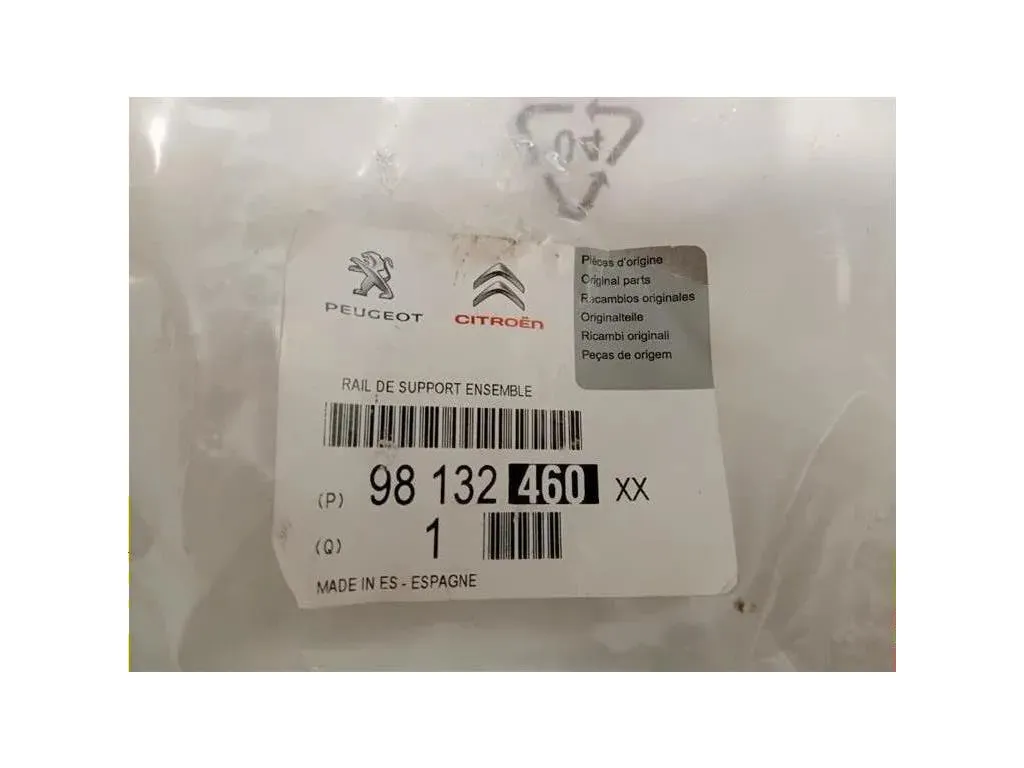 04
PEUGEOT
CITROËN
Pièces d'origine
Original parts
Recambios originales
Originalteile
Ricambi originali
Peças de origem
RAIL DE SUPPORT ENSEMBLE
(P) 98 132 460 XX
(Q) 1
MADE IN ES - ESPAGNE